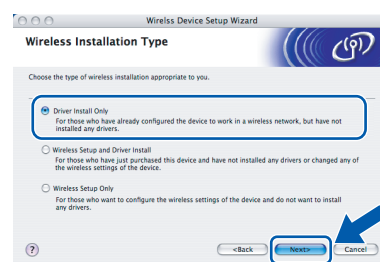 Wirelss Device Setup Wizard
Wireless Installation Type
Choose the type of wireless installation appropriate to you.
Driver Install Only
For those who have already configured the device to work in a wireless network, but have not
installed any drivers.
Wireless Setup and Driver Install
For those who have just purchased this device and have not installed any drivers or changed any of
the wireless settings of the device.
Wireless Setup Only
For those who want to configure the wireless settings of the device and do not want to install
any drivers.
? <Back Next> Cancel